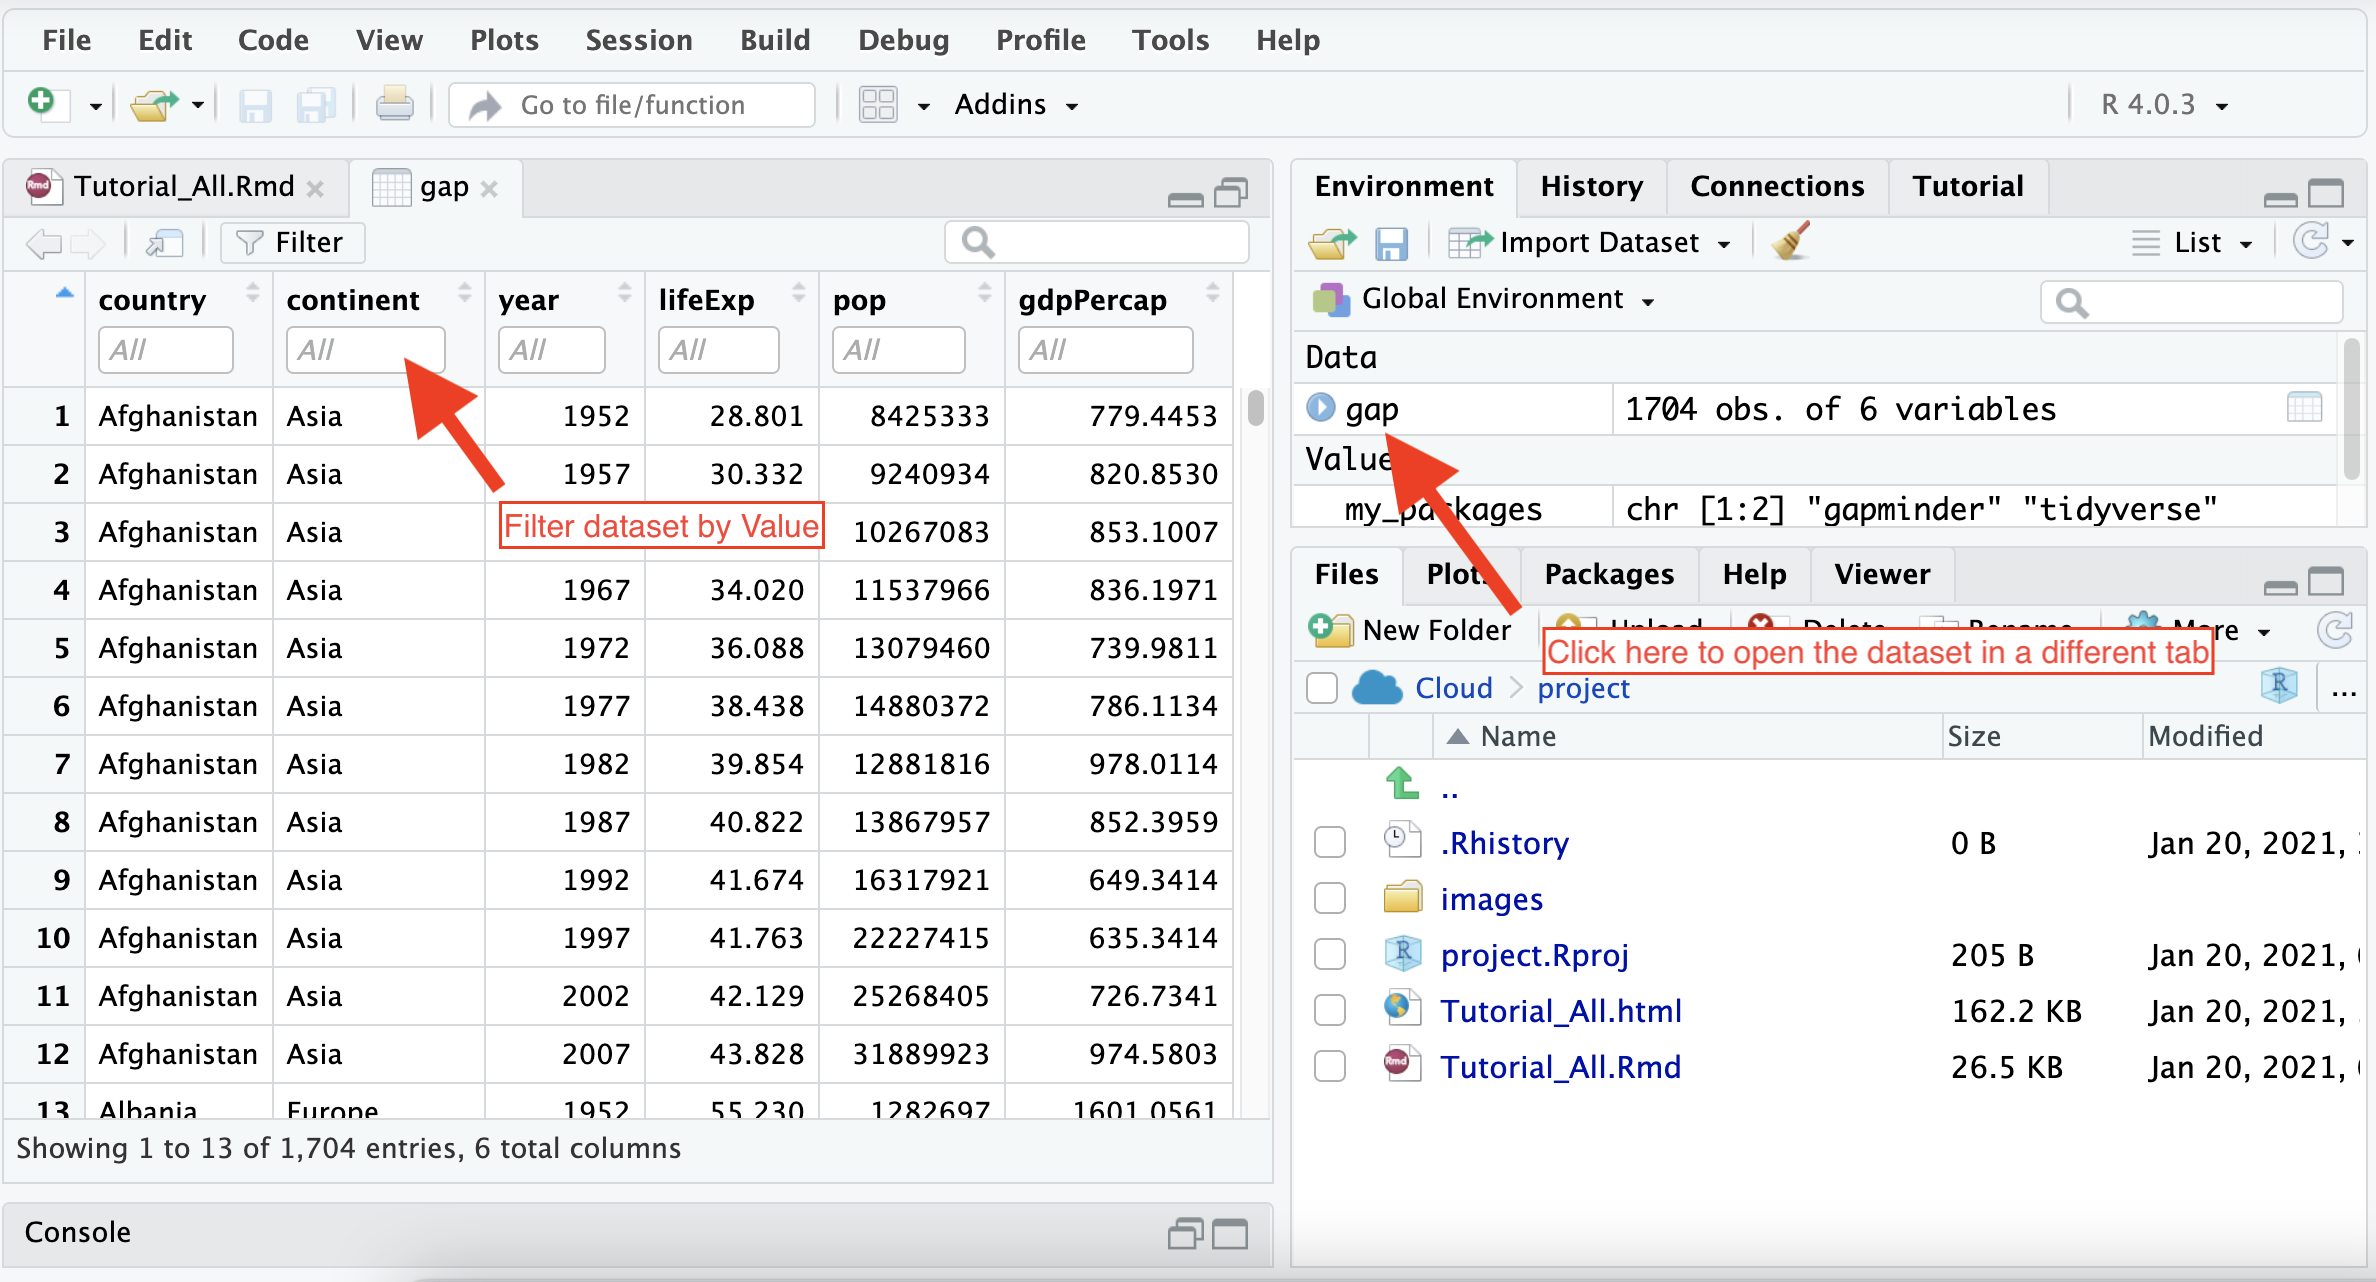 File Edit Code View Plots Session Build Debug Profile Tools Help
Go to file/function Addins R 4.0.3
Tutorial_All.Rmd gap
Filter
country continent year lifeExp pop gdpPercap
All All All All All All
1 Afghanistan Asia 1952 28.801 8425333 779.4453
2 Afghanistan Asia 1957 30.332 9240934 820.8530
3 Afghanistan Asia 10267083 853.1007
Filter dataset by Value
4 Afghanistan Asia 1967 34.020 11537966 836.1971
5 Afghanistan Asia 1972 36.088 13079460 739.9811
6 Afghanistan Asia 1977 38.438 14880372 786.1134
7 Afghanistan Asia 1982 39.854 12881816 978.0114
8 Afghanistan Asia 1987 40.822 13867957 852.3959
9 Afghanistan Asia 1992 41.674 16317921 649.3414
10 Afghanistan Asia 1997 41.763 22227415 635.3414
11 Afghanistan Asia 2002 42.129 25268405 726.7341
12 Afghanistan Asia 2007 43.828 31889923 974.5803
13 Albania Europe 1952 55.230 1282697 1601.0561
Showing 1 to 13 of 1,704 entries, 6 total columns
Console
Environment History Connections Tutorial
Import Dataset List
Global Environment
Data
gap 1704 obs. of 6 variables
Value
my_packages chr [1:2] "gapminder" "tidyverse"
Files Plots Packages Help Viewer
New Folder Upload Delete Rename More
Click here to open the dataset in a different tab
Cloud project R ...
Name Size Modified
..
.Rhistory 0 B Jan 20, 2021,
images
project.Rproj 205 B Jan 20, 2021,
Tutorial_All.html 162.2 KB Jan 20, 2021,
Rmd Tutorial_All.Rmd 26.5 KB Jan 20, 2021,